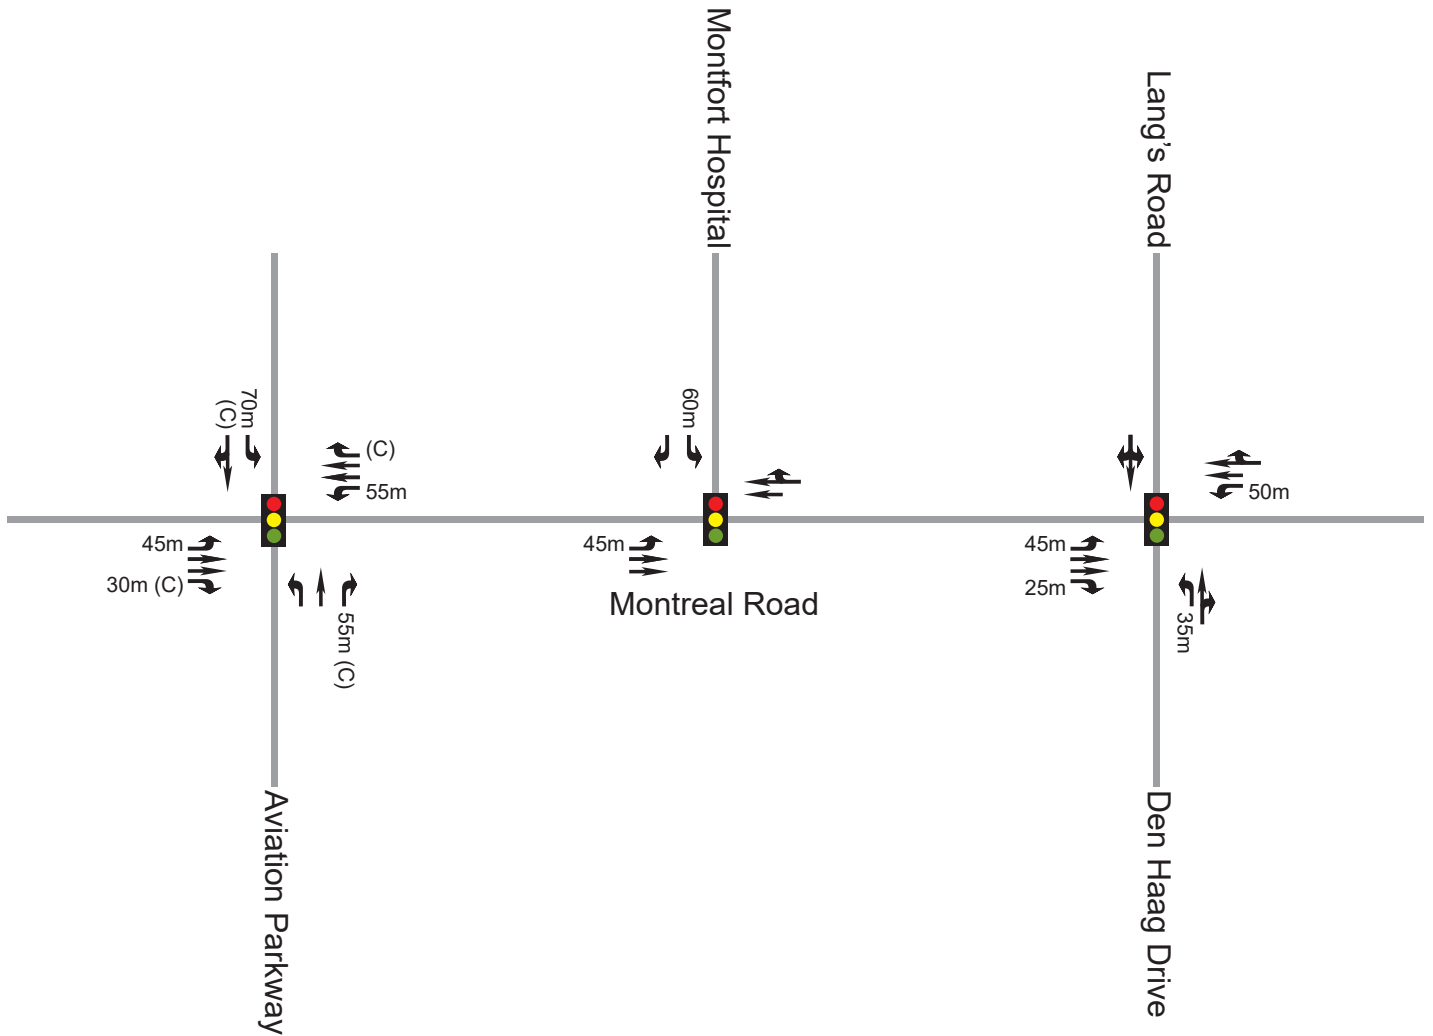 Montfort Hospital
Lang's Road
70m
(C)
(C)
55m
60m
50m
45m
30m (C)
45m
45m
25m
55m (C)
35m
Montreal Road
Aviation Parkway
Den Haag Drive